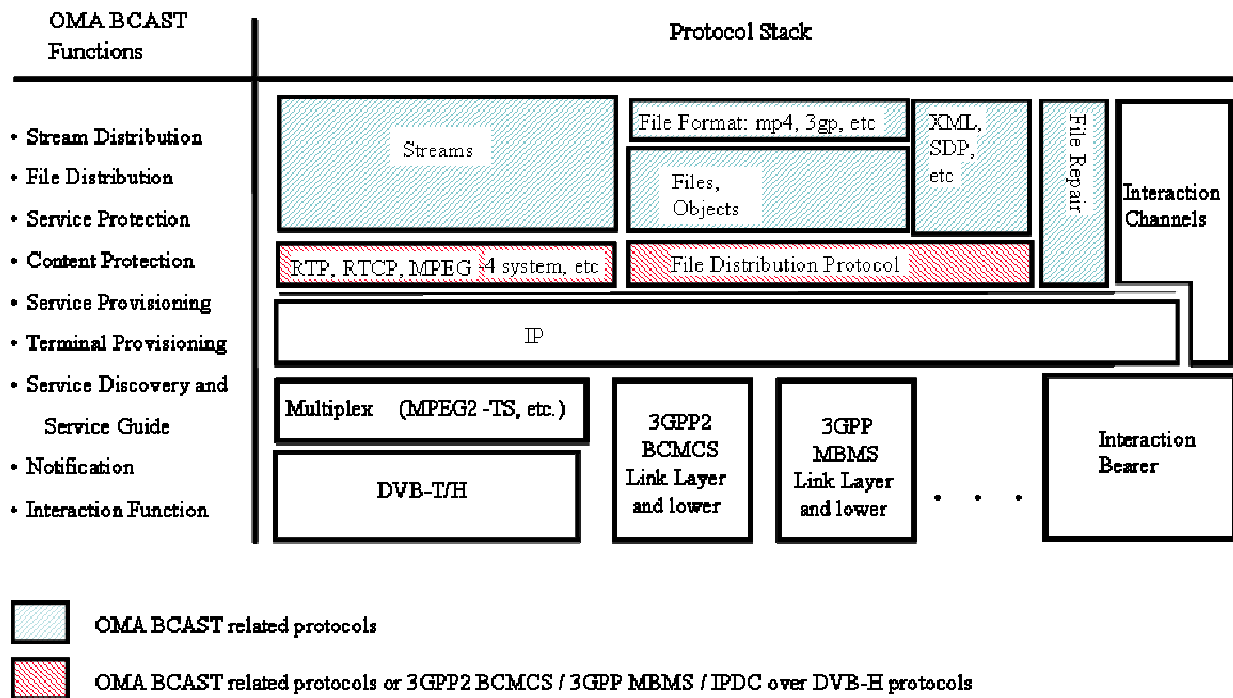 OMA BCAST
Functions
Protocol Stack
• Stream Distribution
• File Distribution
• Service Protection
• Content Protection
• Service Provisioning
• Terminal Provisioning
• Service Discovery and
Service Guide
• Notification
• Interaction Function
Streams
File Format: mp4, 3gp, etc
Files,
Objects
XML,
SDP,
etc
File Repair
Interaction
Channels
RTP, RTCP, MPEG -4 system, etc
File Distribution Protocol
IP
Multiplex (MPEG2 -TS, etc.)
DVB-T/H
3GPP2
BCMCS
Link Layer
and lower
3GPP
MBMS
Link Layer
and lower
. . .
Interaction
Bearer
OMA BCAST related protocols
OMA BCAST related protocols or 3GPP2 BCMCS / 3GPP MBMS / IPDC over DVB-H protocols